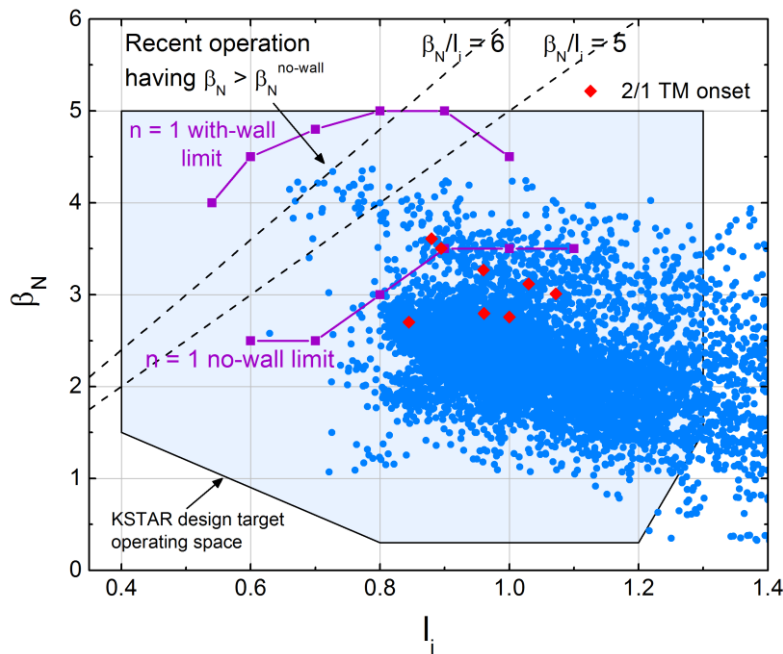 Recent operation
having βN > βN^no-wall
βN/li = 6
βN/li = 5
2/1 TM onset
n = 1 with-wall
limit
n = 1 no-wall limit
KSTAR design target
operating space
βN
6
5
4
3
2
1
0
0.4
0.6
0.8
1.0
1.2
1.4
li